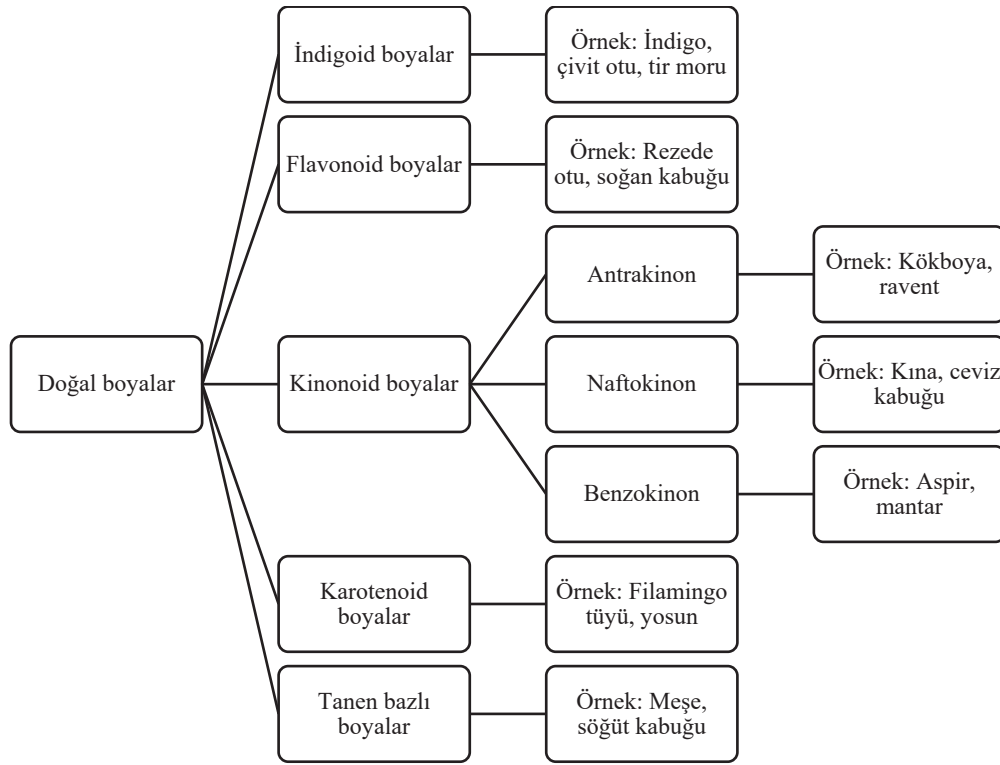 Doğal boyalar
İndigoid boyalar
Örnek: İndigo,
çivit otu, tir moru
Flavonoid boyalar
Örnek: Rezede
otu, soğan kabuğu
Kinonoid boyalar
Antrakinon
Örnek: Kökboya,
ravent
Naftokinon
Örnek: Kına, ceviz
kabuğu
Benzokinon
Örnek: Aspir,
mantar
Karotenoid
boyalar
Örnek: Filamingo
tüyü, yosun
Tanen bazlı
boyalar
Örnek: Meşe,
söğüt kabuğu